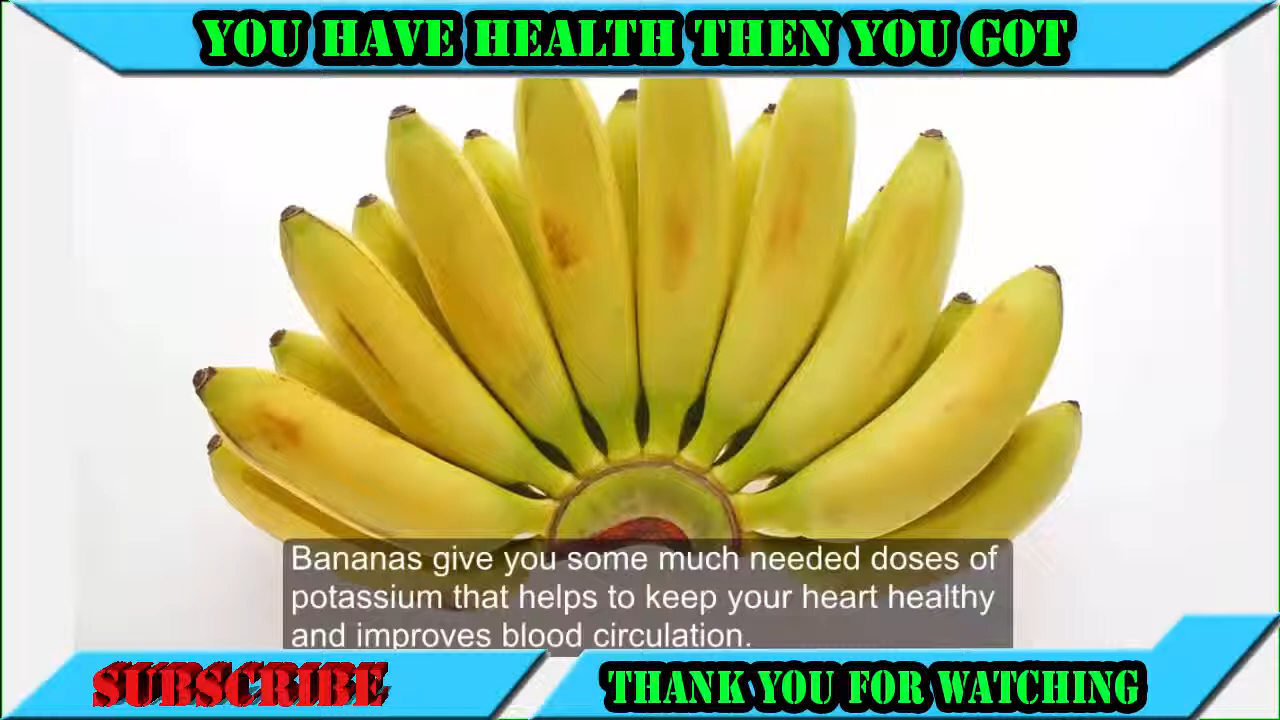 YOU HAVE HEALTH THEN YOU GOT
Bananas give you some much needed doses of
potassium that helps to keep your heart healthy
and improves blood circulation.
SUBSCRIBE
THANK YOU FOR WATCHING